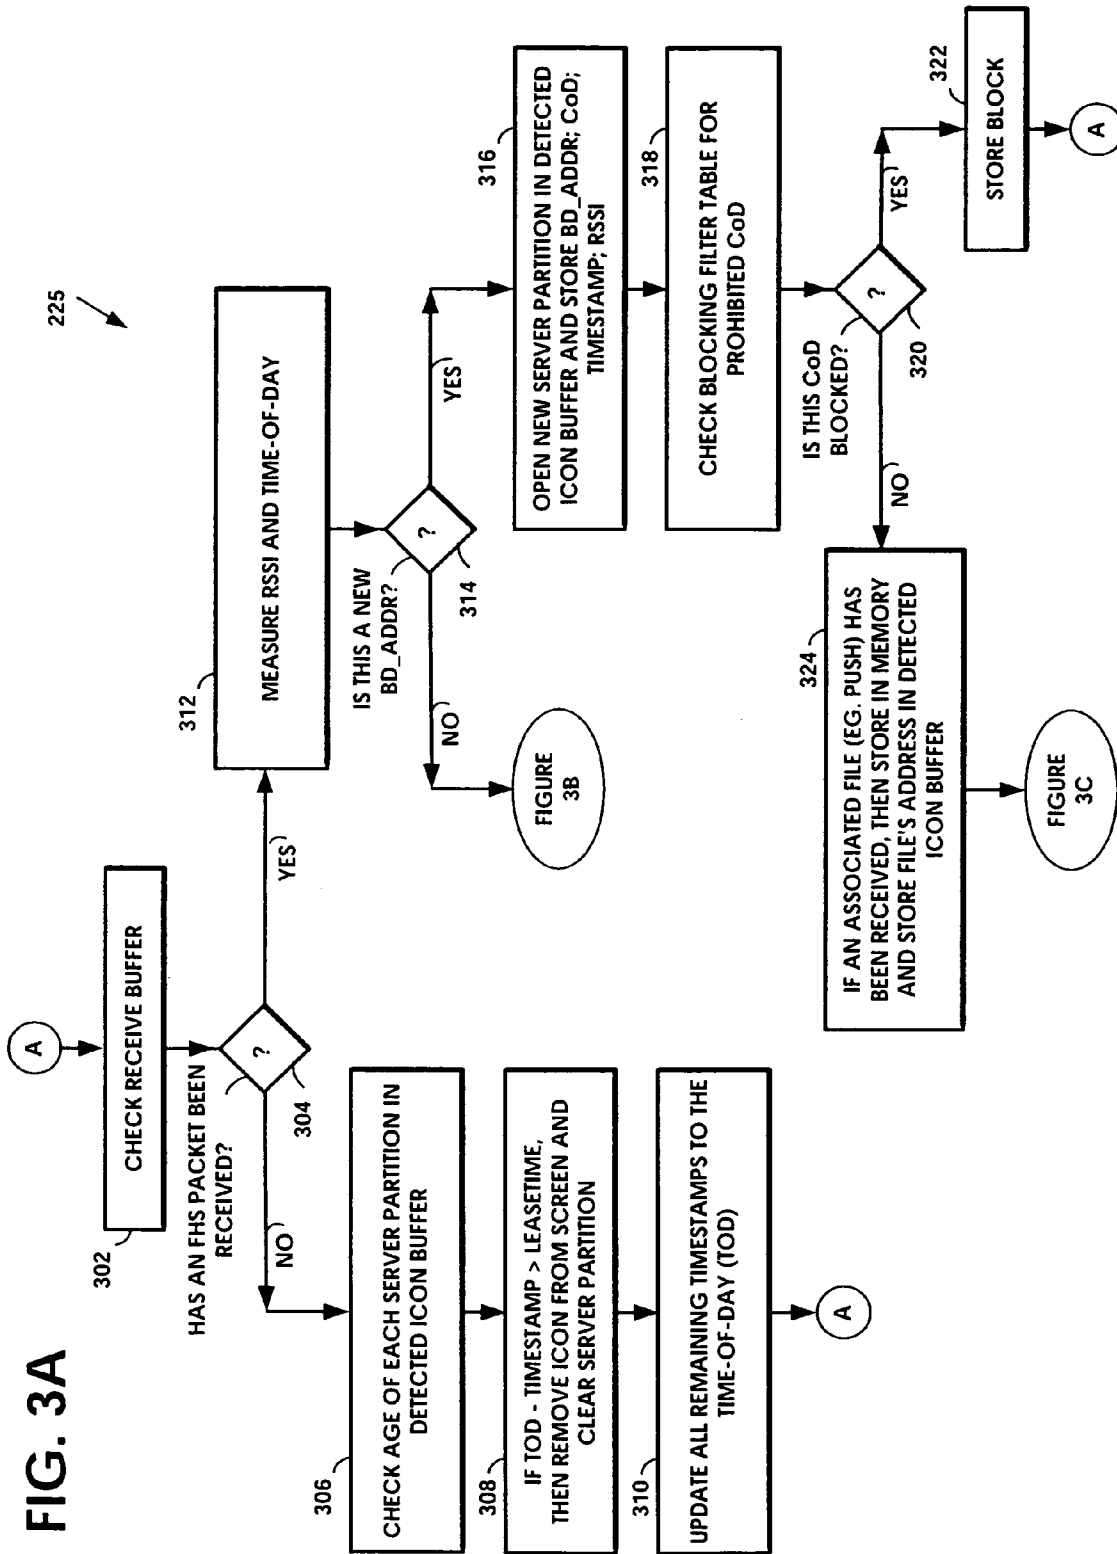 FIG. 3A
225
A
CHECK RECEIVE BUFFER
302
HAS AN FHS PACKET BEEN
RECEIVED?
?
304
NO
YES
CHECK AGE OF EACH SERVER PARTITION IN
DETECTED ICON BUFFER
306
IF TOD - TIMESTAMP > LEASETIME,
THEN REMOVE ICON FROM SCREEN AND
CLEAR SERVER PARTITION
308
UPDATE ALL REMAINING TIMESTAMPS TO THE
TIME-OF-DAY (TOD)
310
A
MEASURE RSSI AND TIME-OF-DAY
312
IS THIS A NEW
BD_ADDR?
?
314
NO
YES
FIGURE
3B
OPEN NEW SERVER PARTITION IN DETECTED
ICON BUFFER AND STORE BD_ADDR; CoD;
TIMESTAMP; RSSI
316
CHECK BLOCKING FILTER TABLE FOR
PROHIBITED CoD
318
IS THIS CoD
BLOCKED?
?
320
NO
YES
STORE BLOCK
322
A
IF AN ASSOCIATED FILE (EG. PUSH) HAS
BEEN RECEIVED, THEN STORE IN MEMORY
AND STORE FILE'S ADDRESS IN DETECTED
ICON BUFFER
324
FIGURE
3C